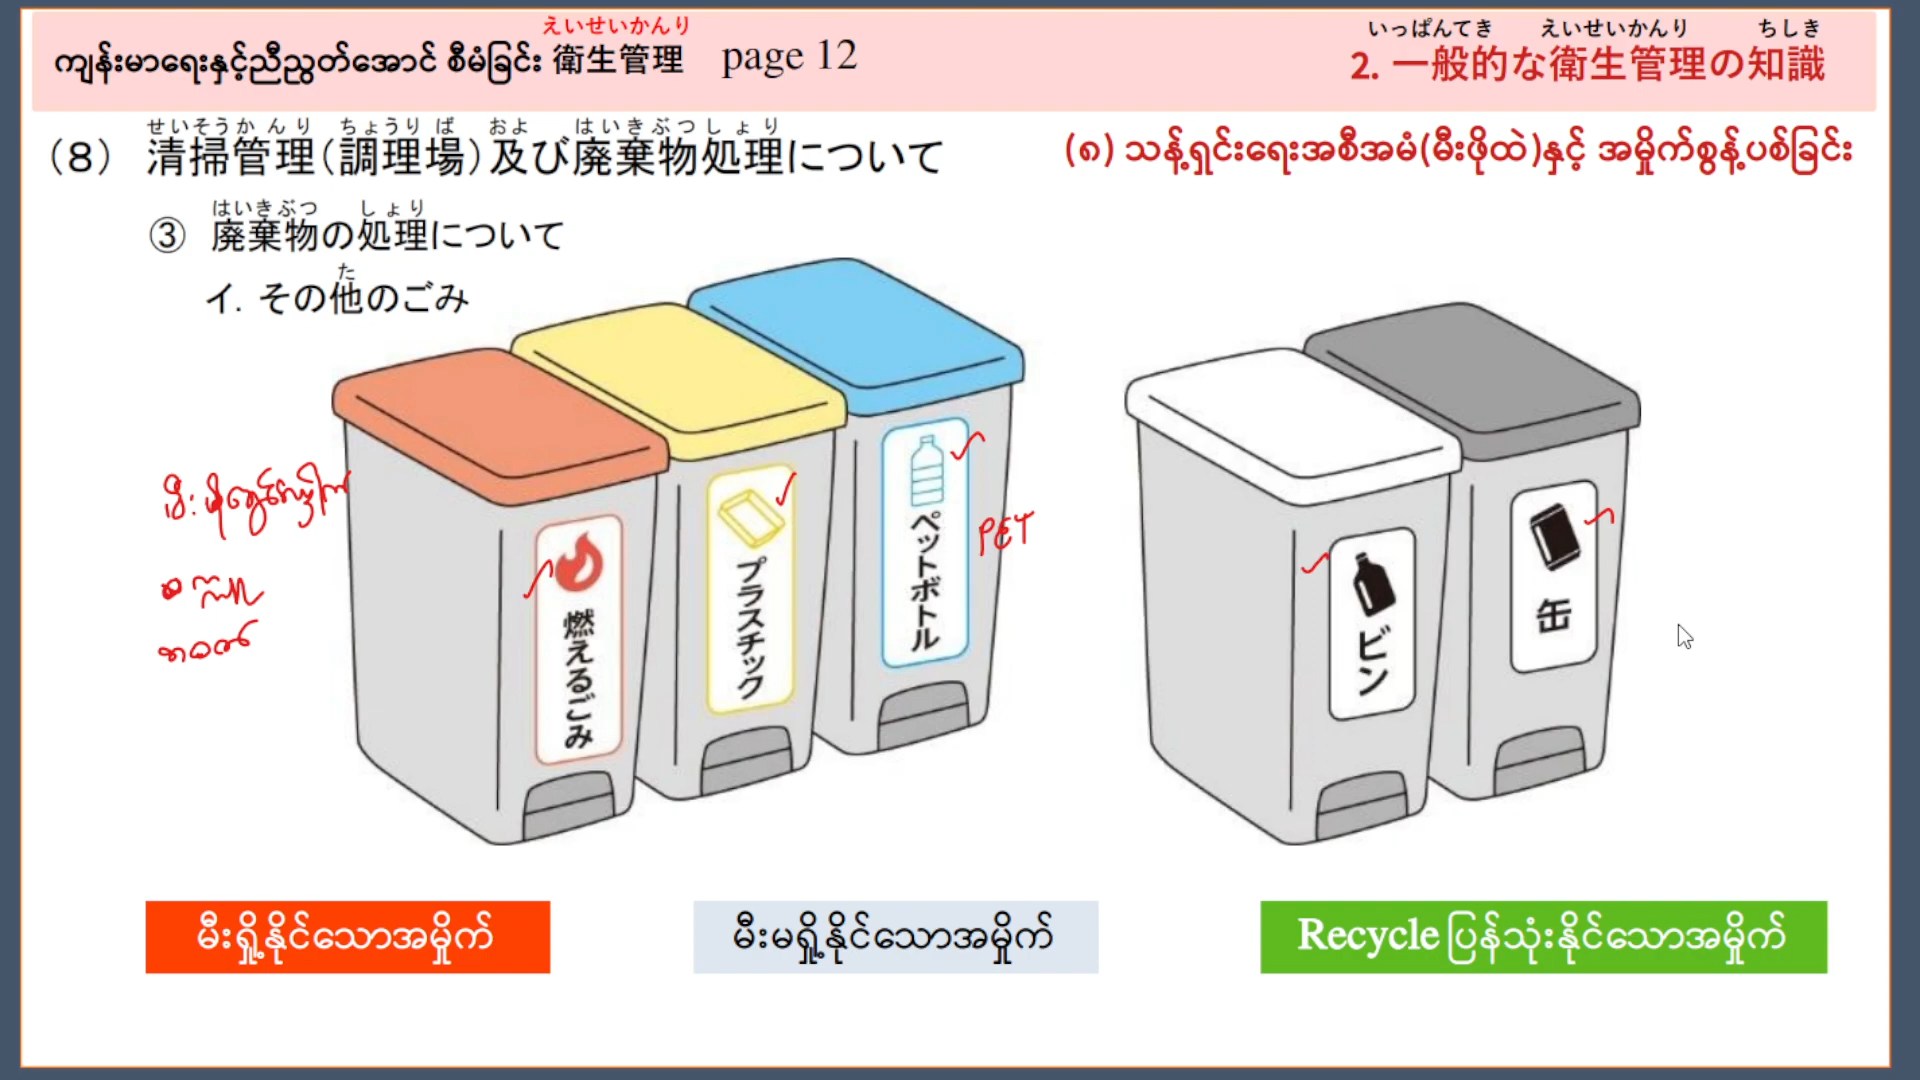 えいせいかんり
ကျန်းမာရေးနှင့်ညီညွတ်အောင် စီမံခြင်း 衛生管理 page 12
いっぱんてき えいせいかんり ちしき
2. 一般的な衛生管理の知識
せいそうかんり ちょうりば およ はいきぶつしょり
（8） 清掃管理（調理場）及び廃棄物処理について
(၈) သန့်ရှင်းရေးအစီအမံ(မီးဖိုထဲ)နှင့် အမှိုက်စွန့်ပစ်ခြင်း
はいきぶつ しょり
③ 廃棄物の処理について
た
イ. その他のごみ
燃えるごみ
プラスチック
ペットボトル
PET
ビン
缶
မီးရှို့နိုင်သောအမှိုက်
မီးမရှို့နိုင်သောအမှိုက်
Recycle ပြန်သုံးနိုင်သောအမှိုက်